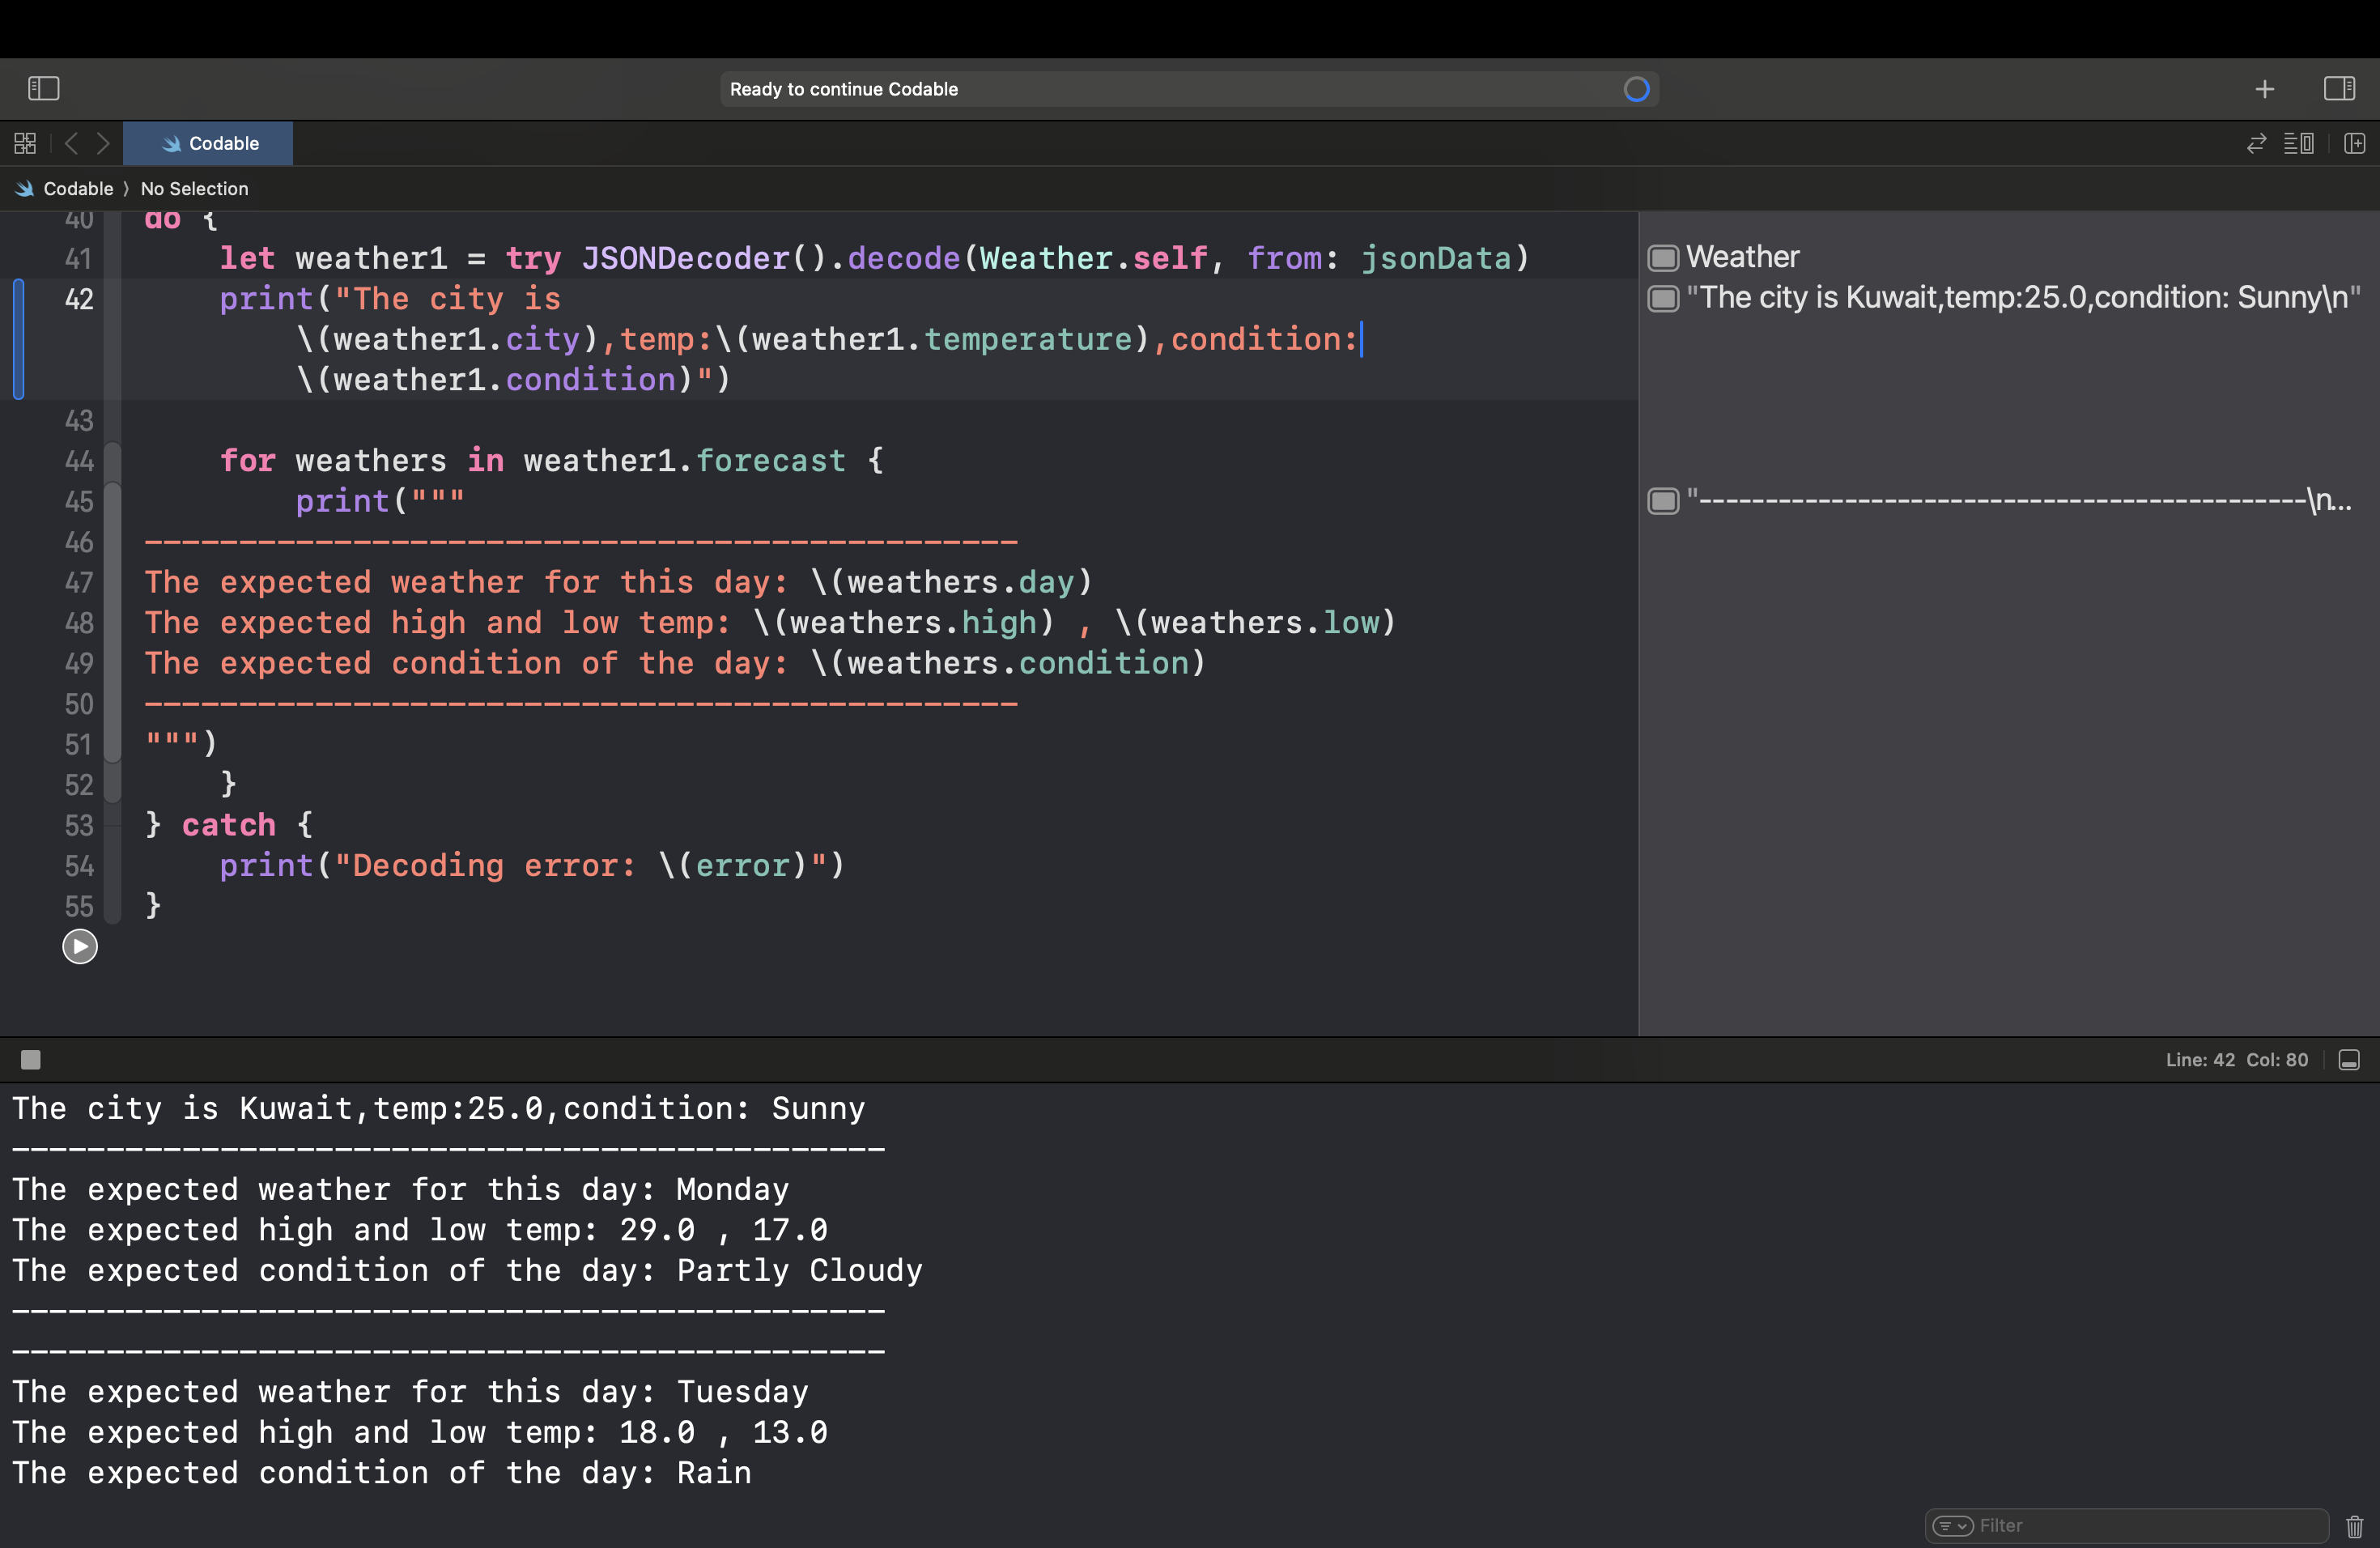 Ready to continue Codable
Codable
Codable 〉 No Selection
40 do {
41     let weather1 = try JSONDecoder().decode(Weather.self, from: jsonData)
Weather
42     print("The city is
"The city is Kuwait,temp:25.0,condition: Sunny\n"
        \(weather1.city),temp:\(weather1.temperature),condition:
        \(weather1.condition)")
43
44     for weathers in weather1.forecast {
45         print("""
"----------------------------------------------\n...
46 ----------------------------------------------
47 The expected weather for this day: \(weathers.day)
48 The expected high and low temp: \(weathers.high) , \(weathers.low)
49 The expected condition of the day: \(weathers.condition)
50 ----------------------------------------------
51 """)
52     }
53 } catch {
54     print("Decoding error: \(error)")
55 }
Line: 42 Col: 80
The city is Kuwait,temp:25.0,condition: Sunny
----------------------------------------------
The expected weather for this day: Monday
The expected high and low temp: 29.0 , 17.0
The expected condition of the day: Partly Cloudy
----------------------------------------------
----------------------------------------------
The expected weather for this day: Tuesday
The expected high and low temp: 18.0 , 13.0
The expected condition of the day: Rain
Filter